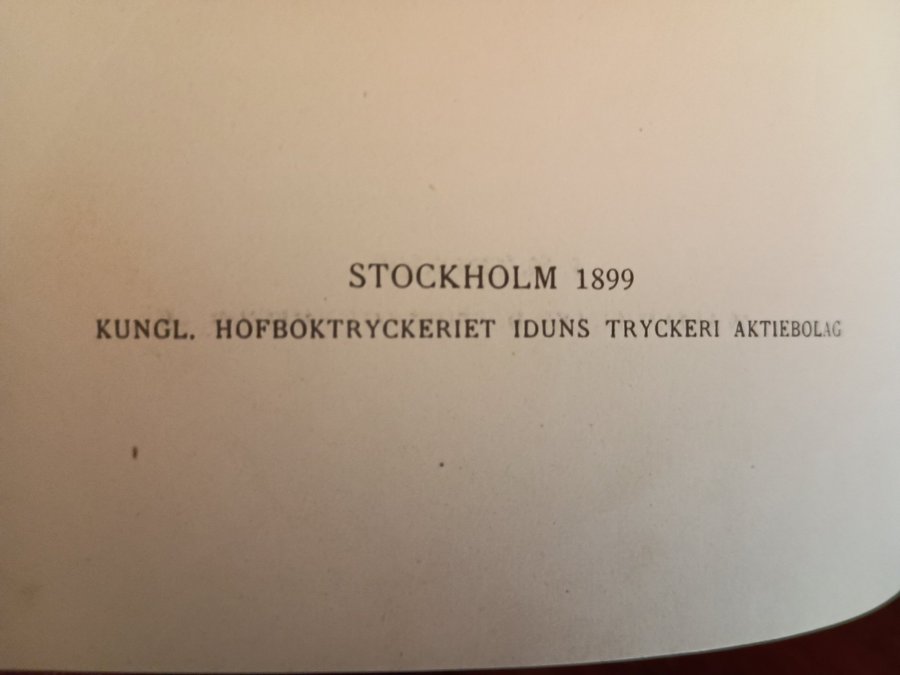 STOCKHOLM 1899
KUNGL. HOFBOKTRYCKERIET IDUNS TRYCKERI AKTIEBOLAG